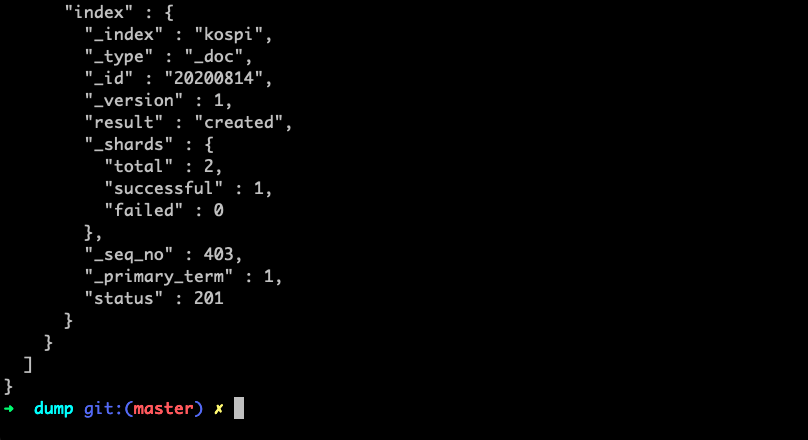 "index" : {
"_index" : "kospi",
"_type" : "_doc",
"_id" : "20200814",
"_version" : 1,
"result" : "created",
"_shards" : {
"total" : 2,
"successful" : 1,
"failed" : 0
},
"_seq_no" : 403,
"_primary_term" : 1,
"status" : 201
}
}
]
}
➜ dump git:(master) ✗